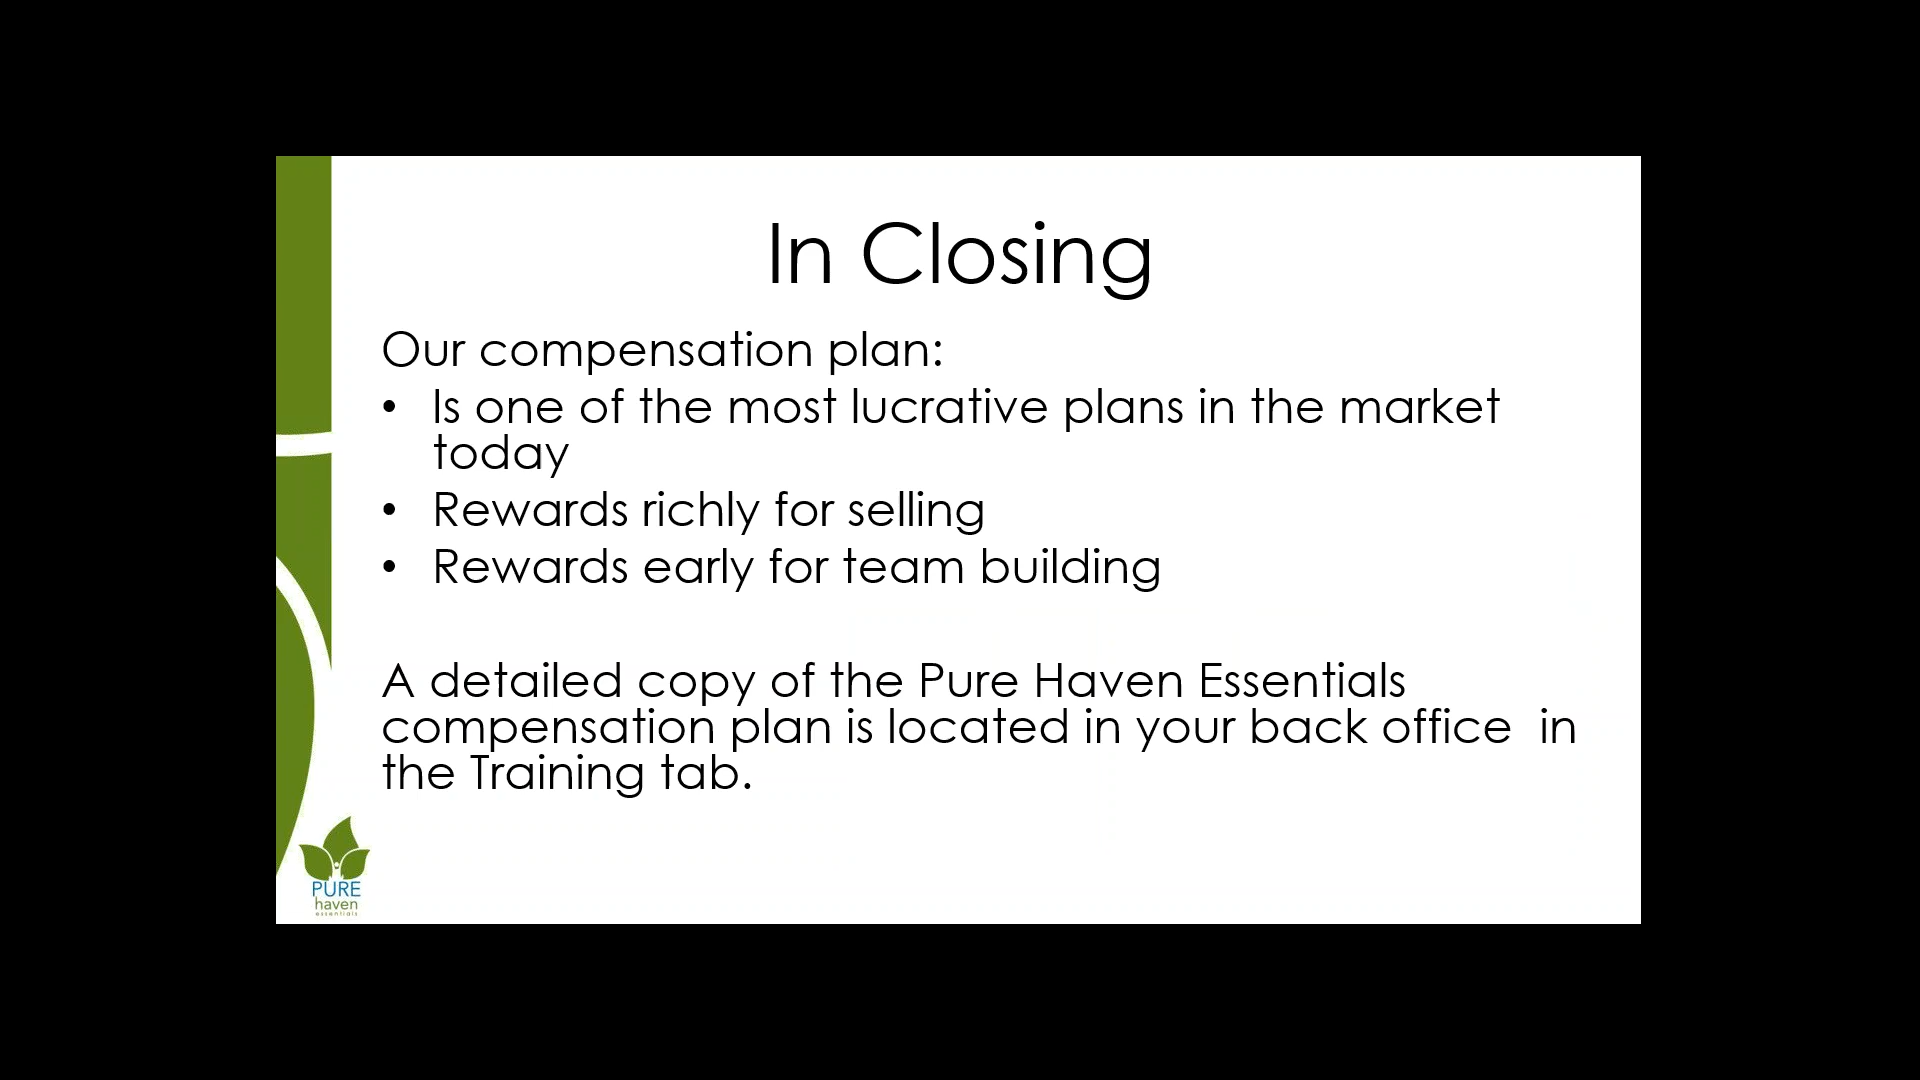 In Closing
Our compensation plan:
• Is one of the most lucrative plans in the market
today
• Rewards richly for selling
• Rewards early for team building
A detailed copy of the Pure Haven Essentials
compensation plan is located in your back office  in
the Training tab.
PURE
haven
essentials